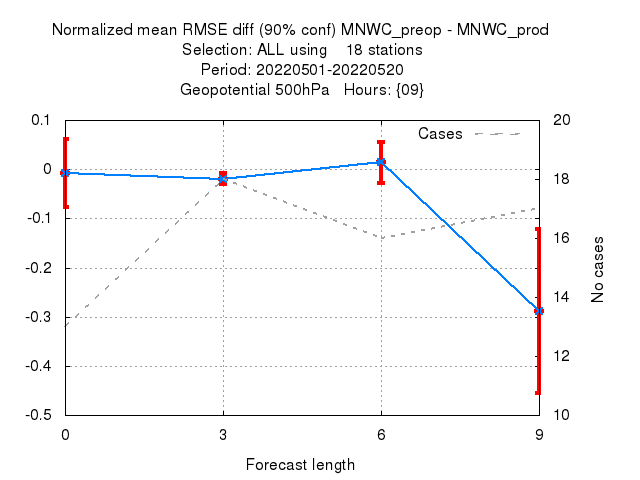 Normalized mean RMSE diff (90% conf) MNWC_preop - MNWC_prod
Selection: ALL using    18 stations
Period: 20220501-20220520
Geopotential 500hPa   Hours: {09}
Cases
0.1
0
-0.1
-0.2
-0.3
-0.4
-0.5
20
18
16
14
12
10
No cases
0 3 6 9
Forecast length